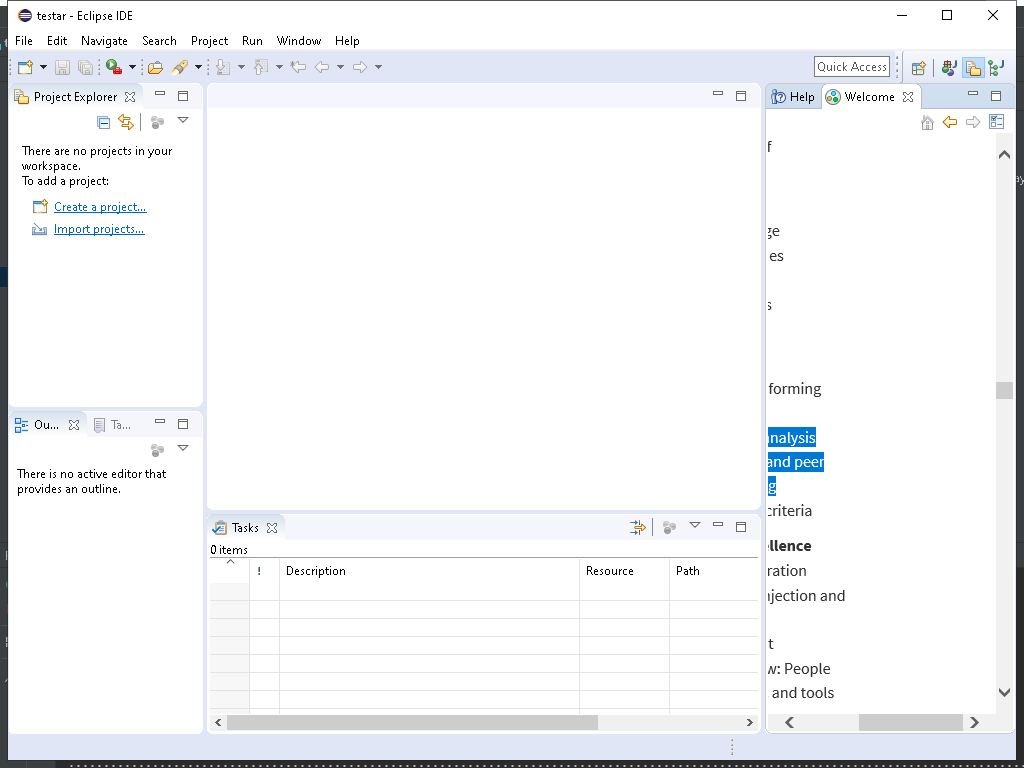 testar - Eclipse IDE
File Edit Navigate Search Project Run Window Help
Quick Access
Project Explorer
There are no projects in your
workspace.
To add a project:
Create a project...
Import projects...
Ou... Ta...
There is no active editor that
provides an outline.
Tasks
0 items
! Description Resource Path
Help Welcome
f
ge
es
s
forming
nalysis
and peer
g
criteria
llence
ration
njection and
t
w: People
and tools